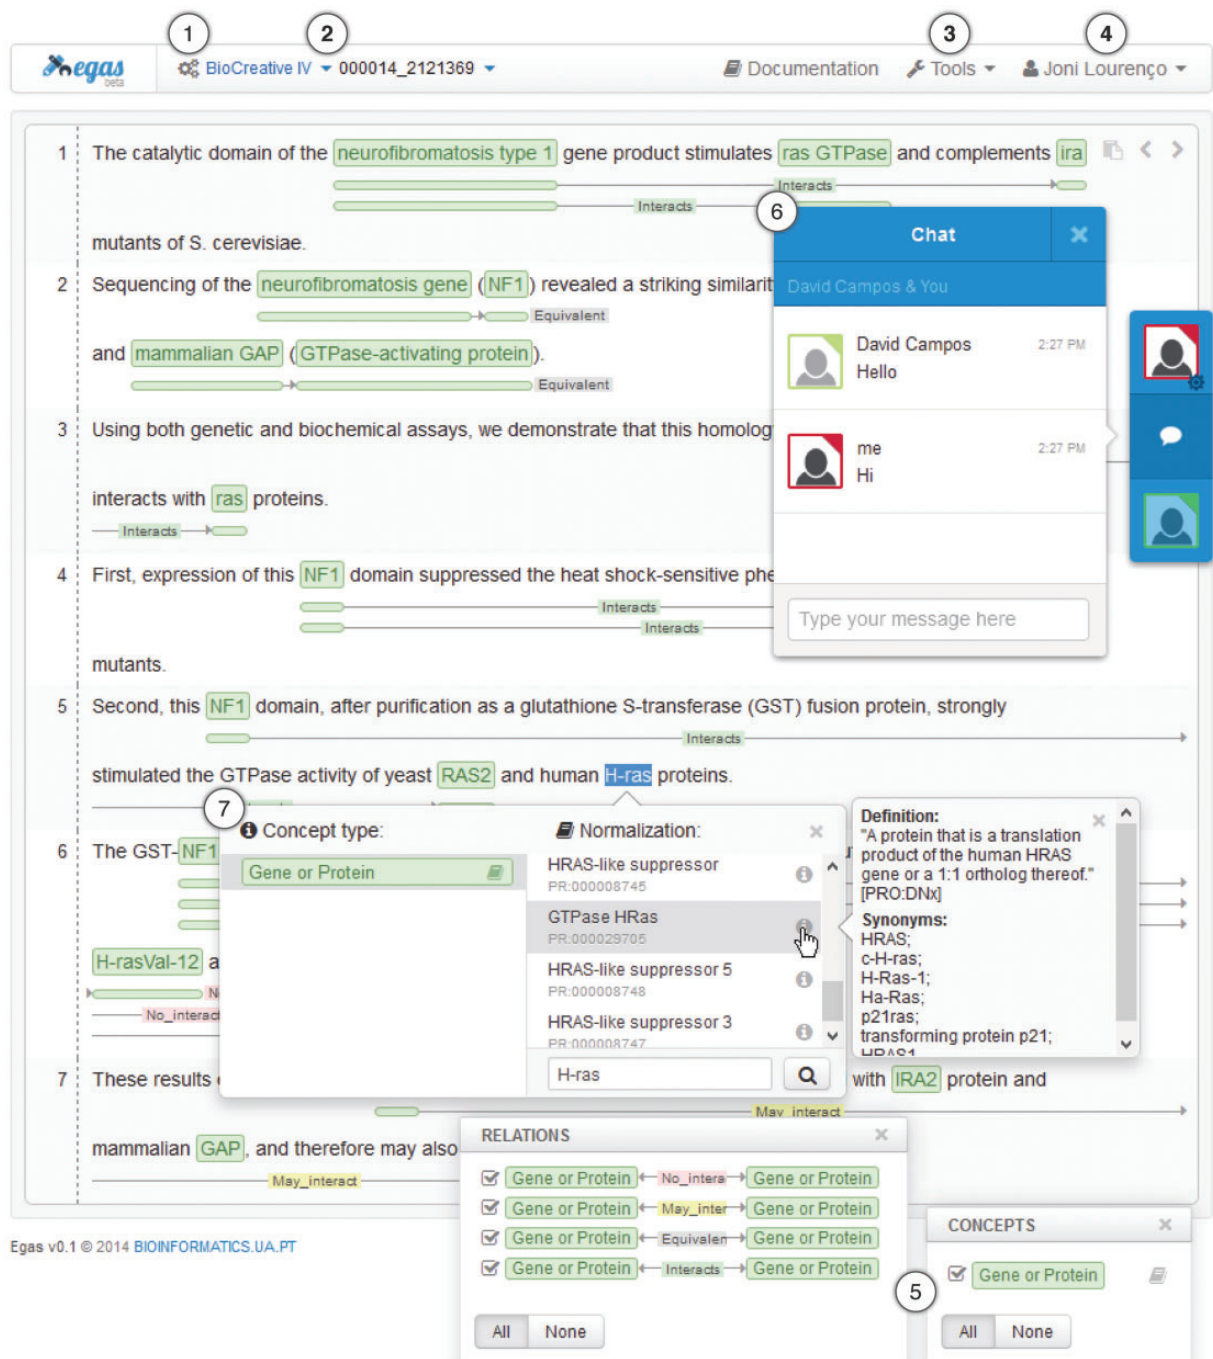 1
2
3
4
egas
beta
BioCreative IV
000014_2121369
Documentation
Tools
Joni Lourenço
1 The catalytic domain of the neurofibromatosis type 1 gene product stimulates ras GTPase and complements ira
Interacts
Interacts
mutants of S. cerevisiae.
2 Sequencing of the neurofibromatosis gene (NF1) revealed a striking similarit
Equivalent
and mammalian GAP (GTPase-activating protein).
Equivalent
3 Using both genetic and biochemical assays, we demonstrate that this homolog
interacts with ras proteins.
Interacts
4 First, expression of this NF1 domain suppressed the heat shock-sensitive phe
Interacts
Interacts
mutants.
5 Second, this NF1 domain, after purification as a glutathione S-transferase (GST) fusion protein, strongly
Interacts
stimulated the GTPase activity of yeast RAS2 and human H-ras proteins.
6 The GST-NF1
H-rasVal-12 a
N
No_interact
7 These results with IRA2 protein and
May_interact
mammalian GAP, and therefore may also
May_interact
6
Chat
David Campos & You
David Campos 2:27 PM
Hello
me 2:27 PM
Hi
Type your message here
7
Concept type:
Gene or Protein
Normalization:
HRAS-like suppressor
PR:000008745
GTPase HRas
PR:000029705
HRAS-like suppressor 5
PR:000008748
HRAS-like suppressor 3
PR:000008747
H-ras
Definition:
"A protein that is a translation
product of the human HRAS
gene or a 1:1 ortholog thereof."
[PRO:DNx]
Synonyms:
HRAS;
c-H-ras;
H-Ras-1;
Ha-Ras;
p21ras;
transforming protein p21;
HRAS1
RELATIONS
Gene or Protein No_intera Gene or Protein
Gene or Protein May_inter Gene or Protein
Gene or Protein Equivalen Gene or Protein
Gene or Protein Interacts Gene or Protein
All None
5
CONCEPTS
Gene or Protein
All None
Egas v0.1 © 2014 BIOINFORMATICS.UA.PT